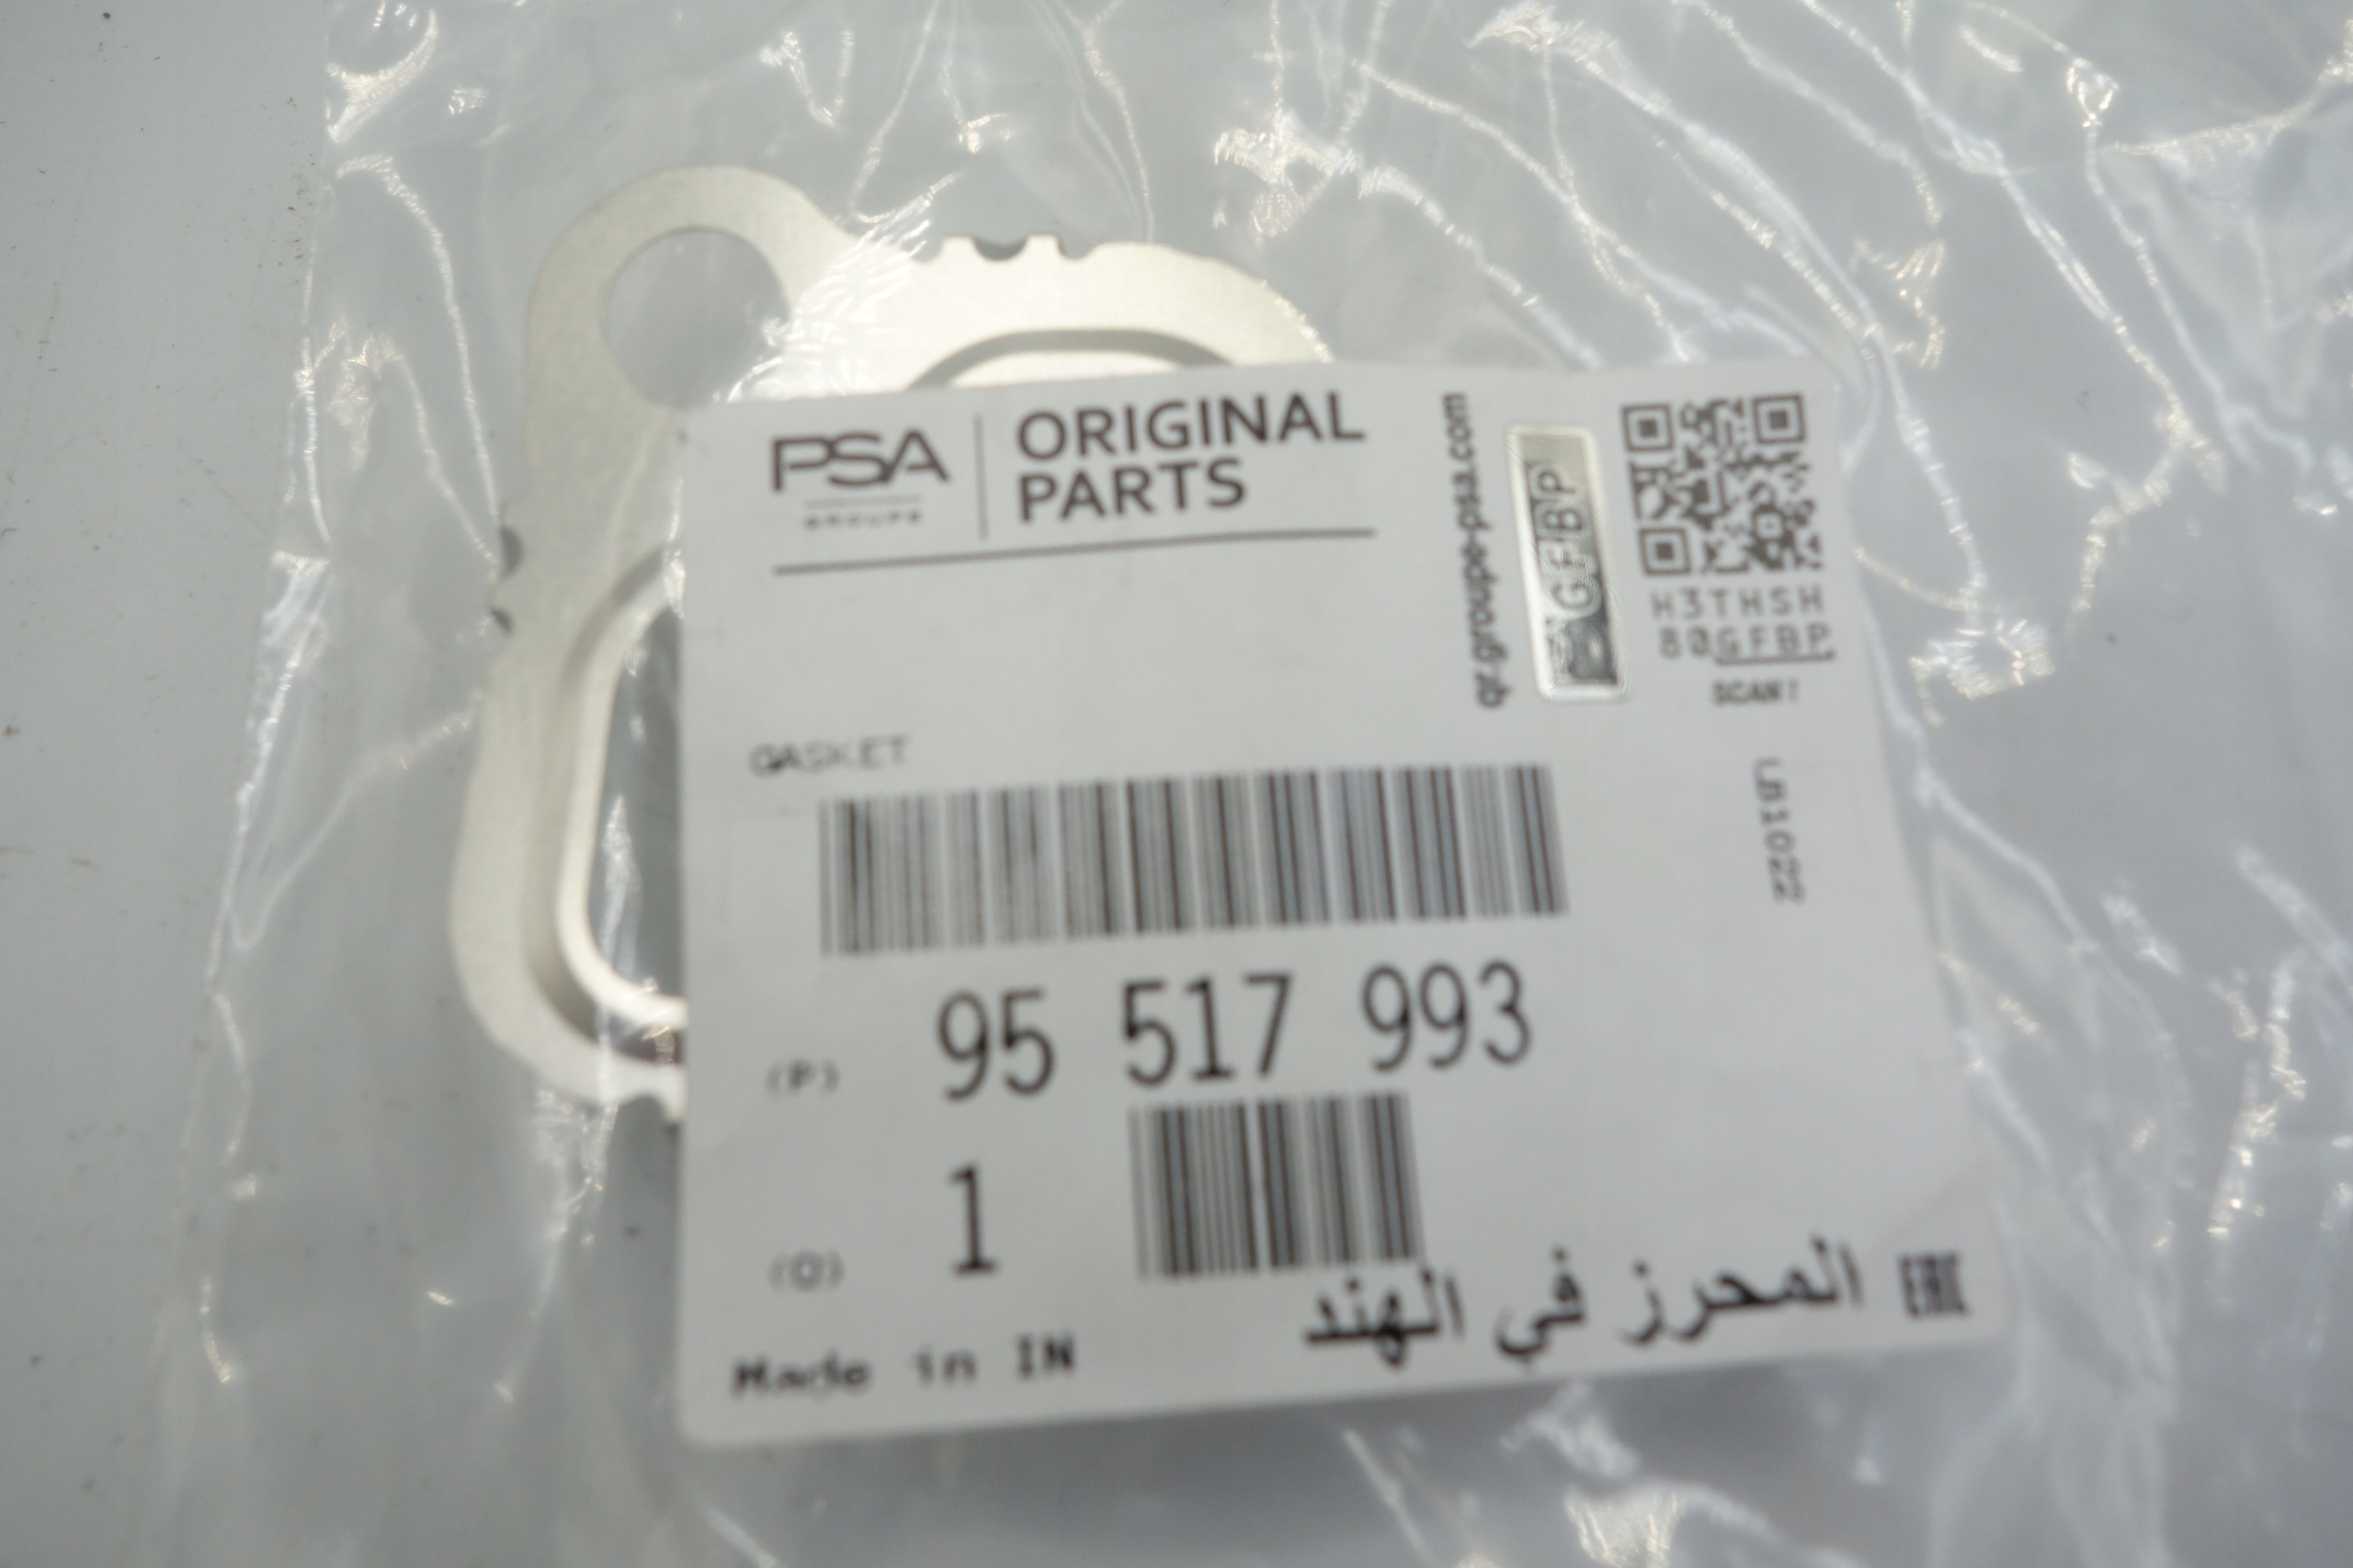 PSA
GROUPE
ORIGINAL
PARTS
qr.groupe-psa.com
GFBP
H3THSH
80GFBP
SCAN!
GASKET
LB1022
(P) 95 517 993
(Q) 1
Made in IN
المحرز في الهند
EAC